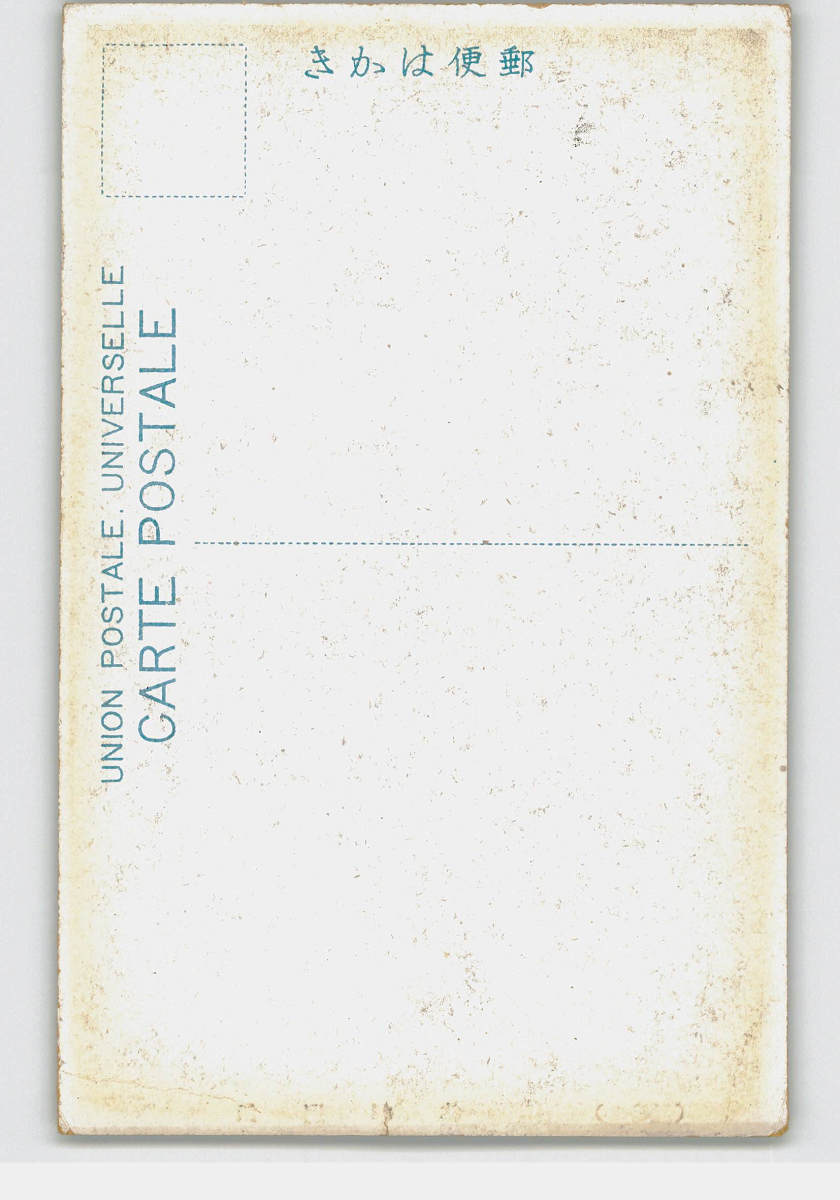 郵便はかき
UNION POSTALE. UNIVERSELLE.
CARTE POSTALE